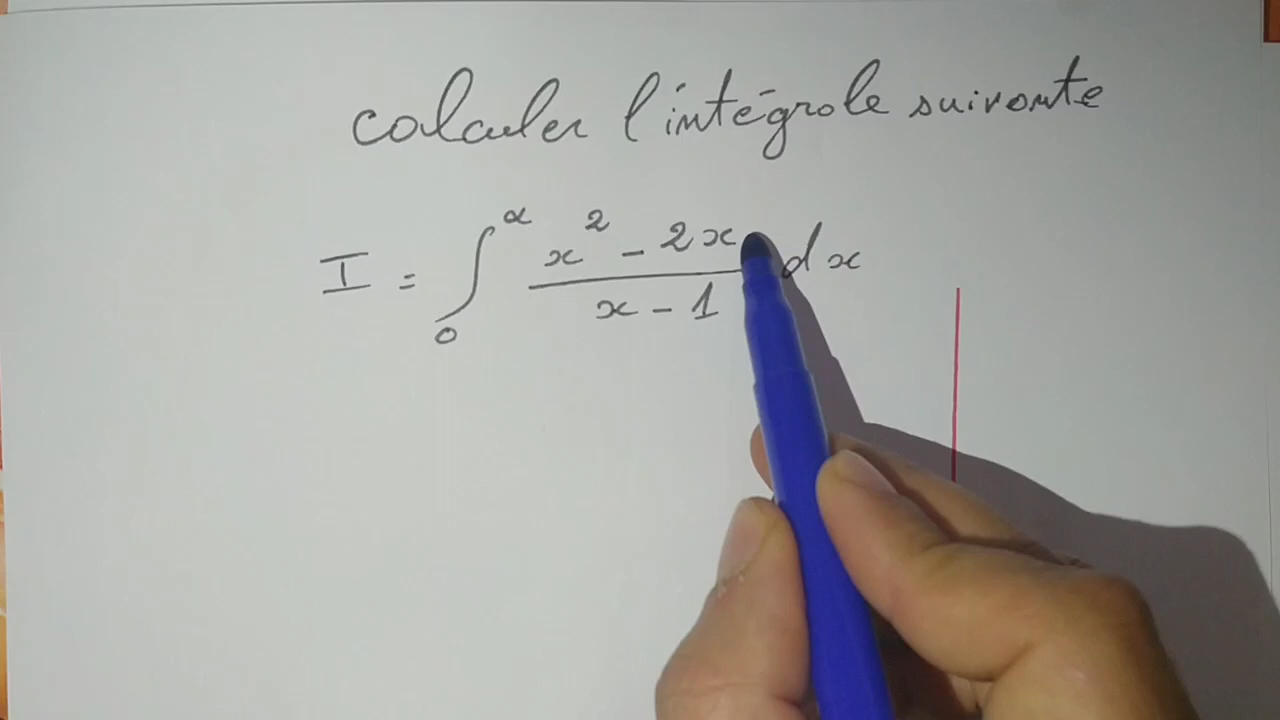 calculer l'intégrale suivante
I = ∫₀^α (x² - 2x)/(x - 1) dx